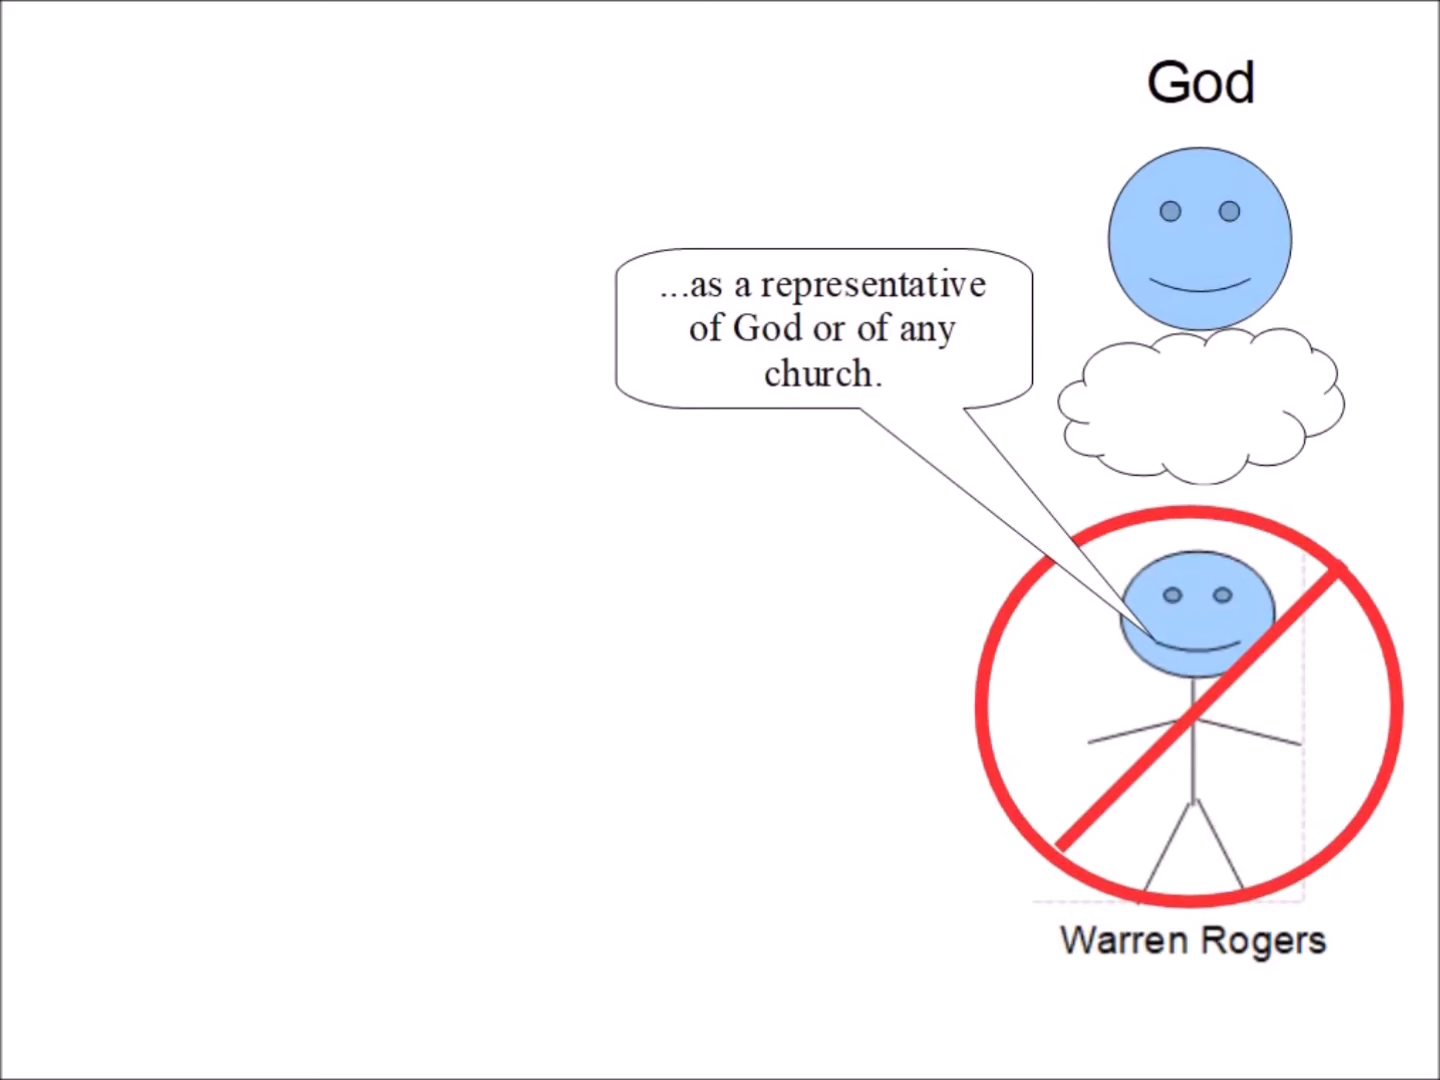 God
...as a representative
of God or of any
church.
Warren Rogers